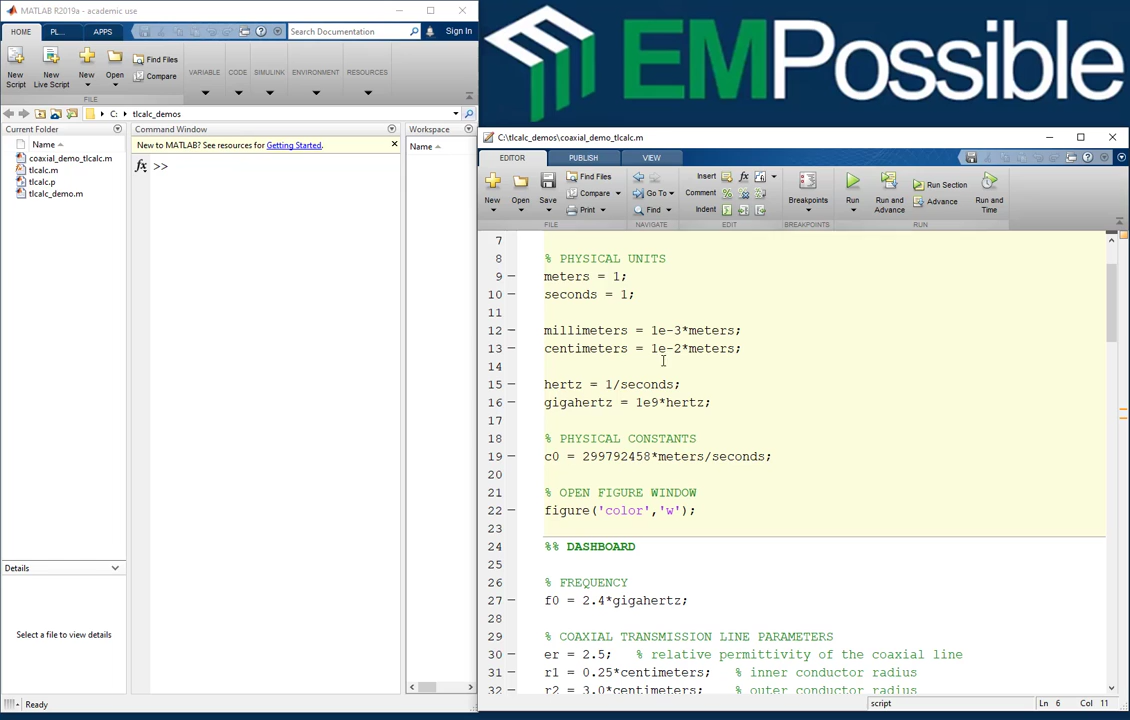 MATLAB R2019a - academic use
HOME PL... APPS Search Documentation Sign In
New Script
New Live Script
New
Open
Find Files
Compare
FILE
VARIABLE CODE SIMULINK ENVIRONMENT RESOURCES
C: tlcalc_demos
Current Folder
Name
coaxial_demo_tlcalc.m
tlcalc.m
tlcalc.p
tlcalc_demo.m
Details
Select a file to view details
Ready
Command Window
New to MATLAB? See resources for Getting Started.
fx >>
Workspace
Name
EMPossible
C:\tlcalc_demos\coaxial_demo_tlcalc.m
EDITOR PUBLISH VIEW
New Open Save
Find Files
Compare
Print
Go To
Find
Insert
Comment
Indent
Breakpoints
Run
Run and Advance
Run Section
Advance
Run and Time
FILE NAVIGATE EDIT BREAKPOINTS RUN
7
8 % PHYSICAL UNITS
9 meters = 1;
10 seconds = 1;
11
12 millimeters = 1e-3*meters;
13 centimeters = 1e-2*meters;
14
15 hertz = 1/seconds;
16 gigahertz = 1e9*hertz;
17
18 % PHYSICAL CONSTANTS
19 c0 = 299792458*meters/seconds;
20
21 % OPEN FIGURE WINDOW
22 figure('color','w');
23
24 %% DASHBOARD
25
26 % FREQUENCY
27 f0 = 2.4*gigahertz;
28
29 % COAXIAL TRANSMISSION LINE PARAMETERS
30 er = 2.5; % relative permittivity of the coaxial line
31 r1 = 0.25*centimeters; % inner conductor radius
32 r2 = 3.0*centimeters; % outer conductor radius
script
Ln 6 Col 11